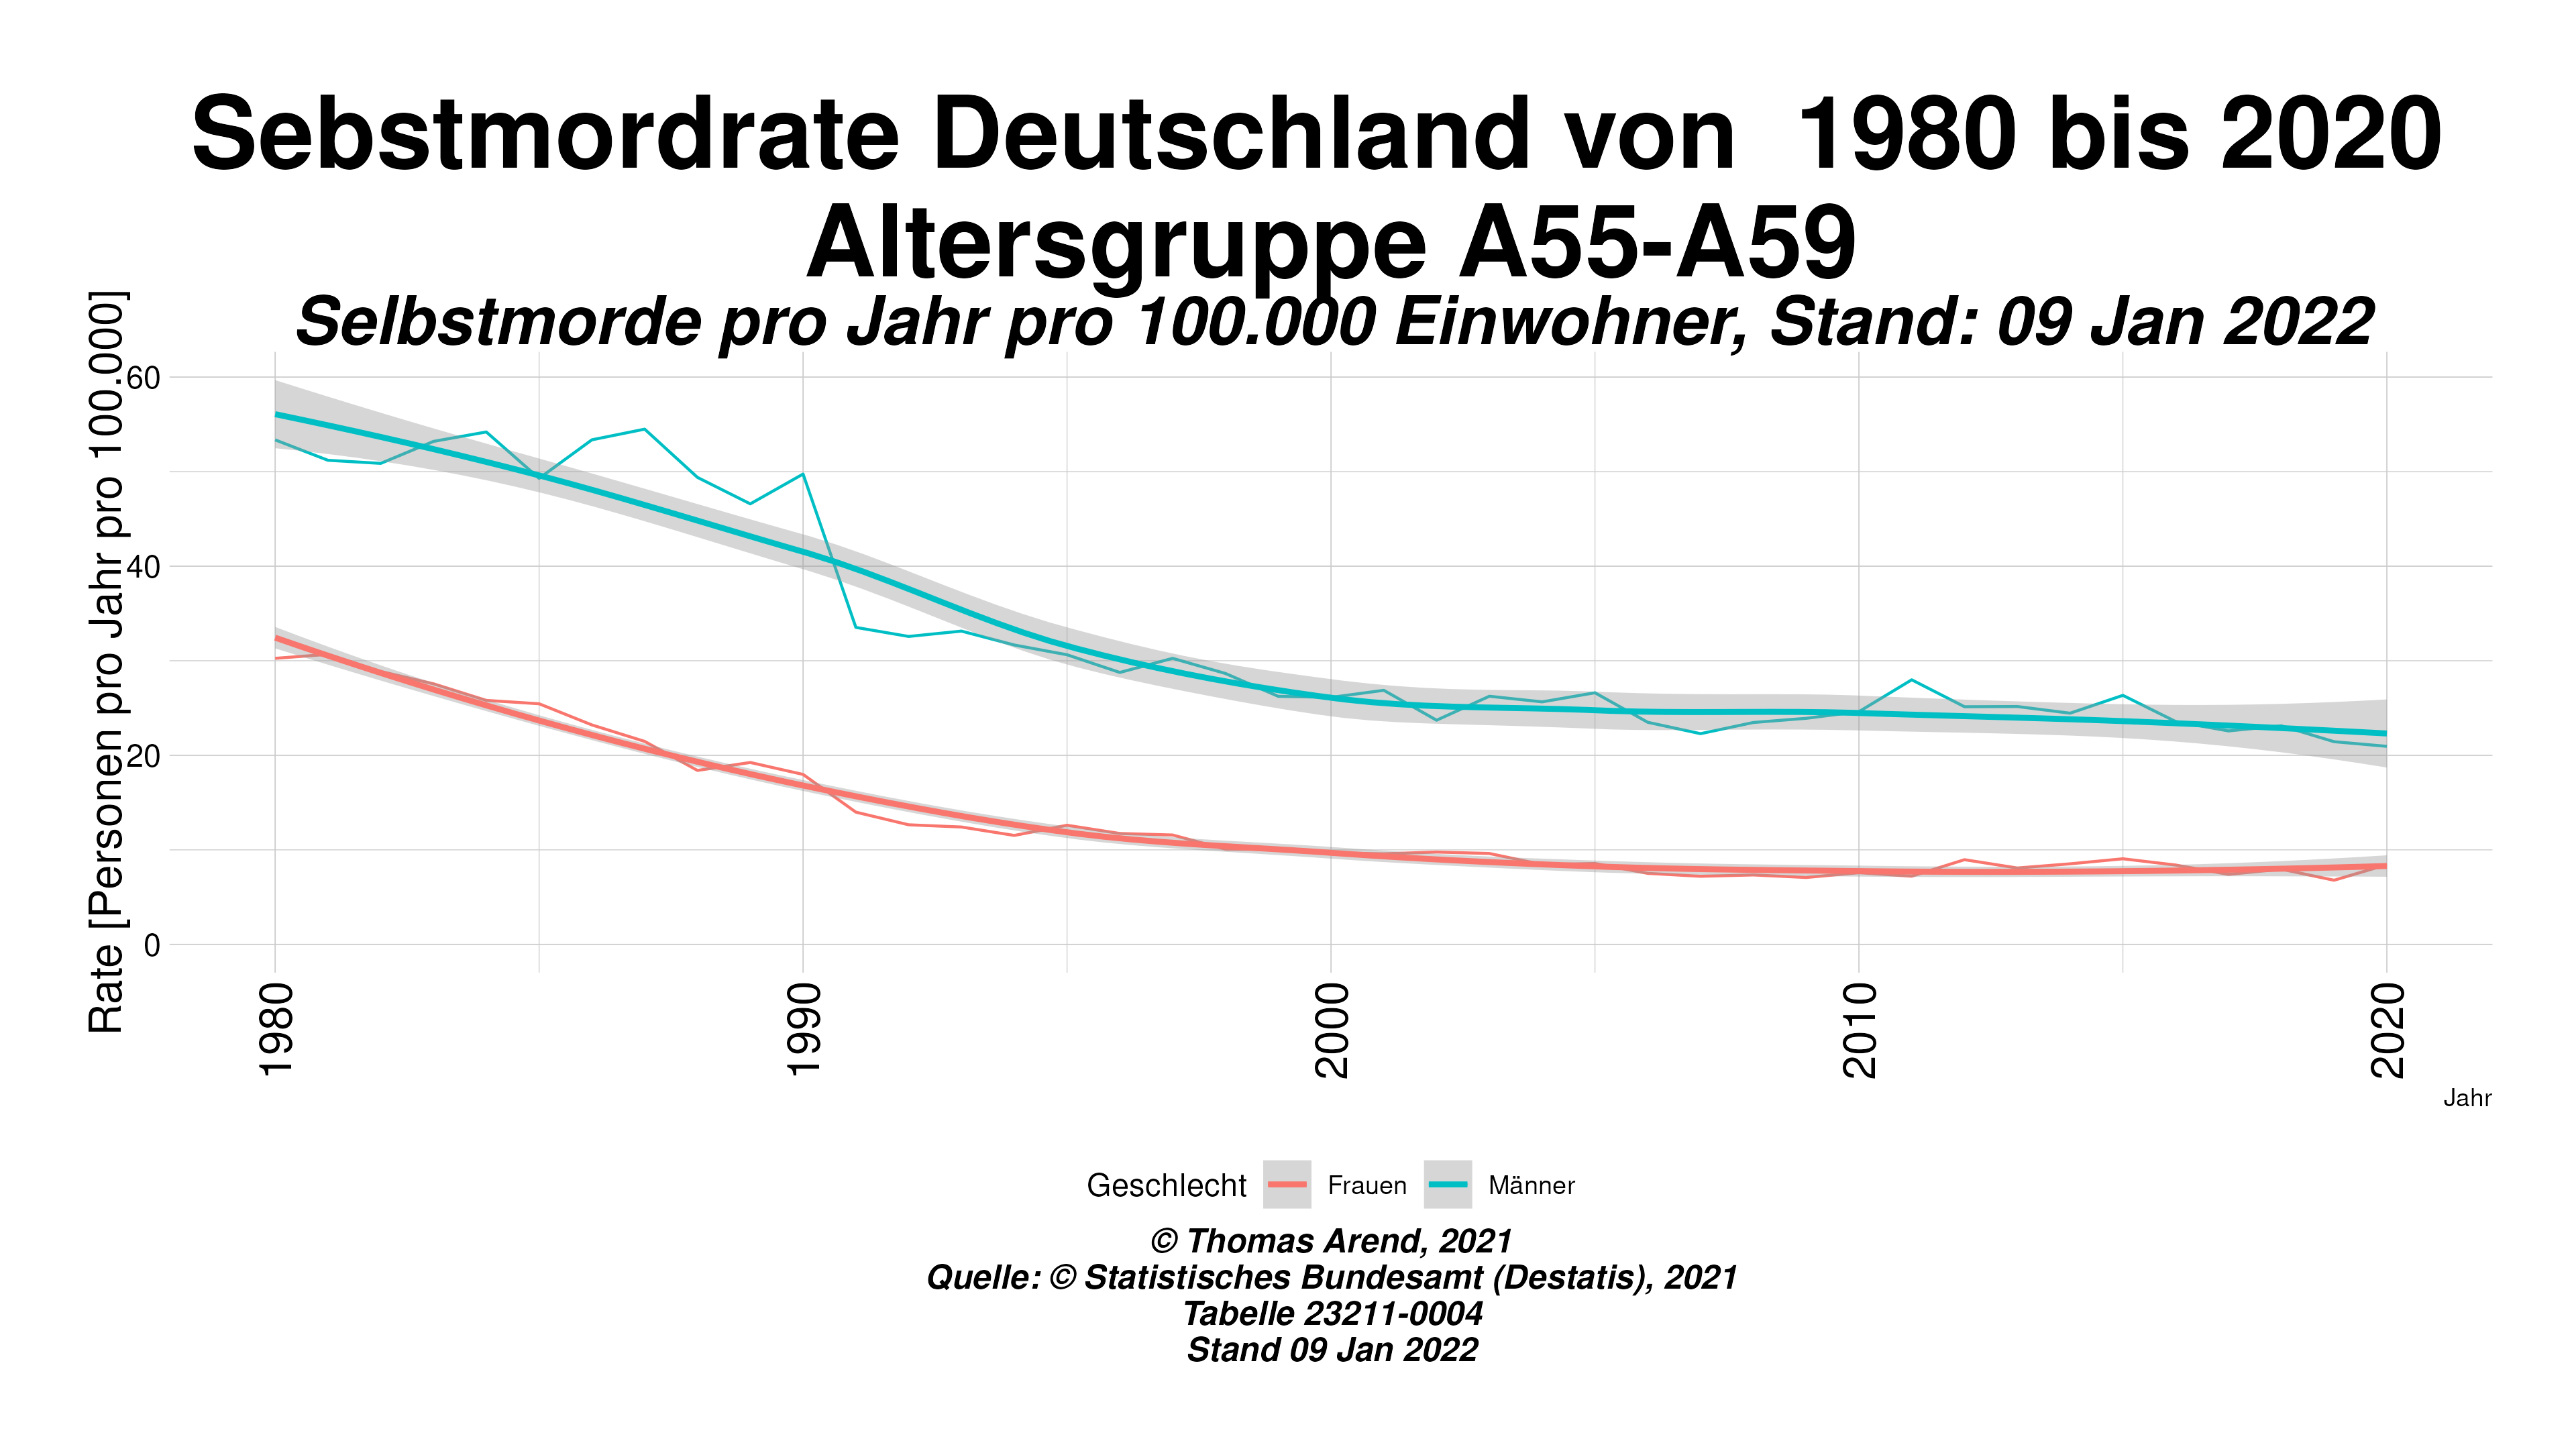 Sebstmordrate Deutschland von  1980 bis 2020
Altersgruppe A55-A59
Selbstmorde pro Jahr pro 100.000 Einwohner, Stand: 09 Jan 2022
Rate [Personen pro Jahr pro 100.000]
60
40
20
0
1980
1990
2000
2010
2020
Jahr
Geschlecht Frauen Männer
© Thomas Arend, 2021
Quelle: © Statistisches Bundesamt (Destatis), 2021
Tabelle 23211-0004
Stand 09 Jan 2022